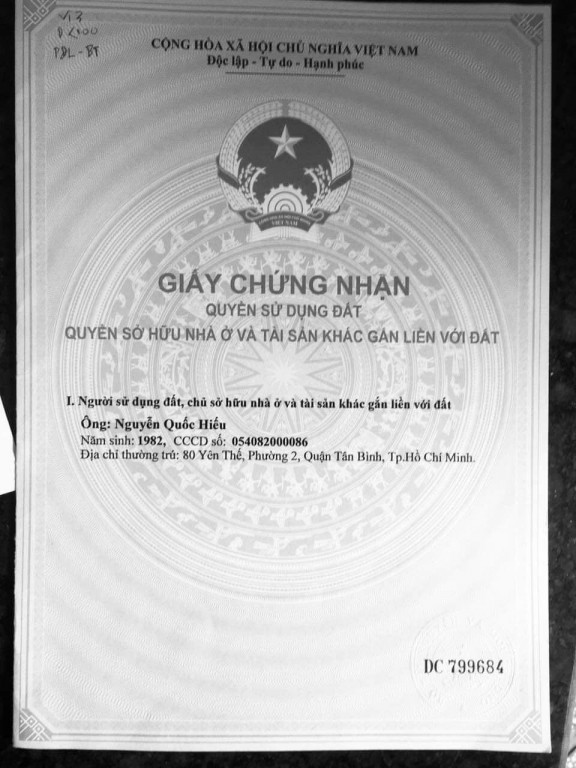 VT3
CỘNG HÒA XÃ HỘI CHỦ NGHĨA VIỆT NAM
Độc lập - Tự do - Hạnh phúc
VIỆT NAM
GIẤY CHỨNG NHẬN
QUYỀN SỬ DỤNG ĐẤT
QUYỀN SỞ HỮU NHÀ Ở VÀ TÀI SẢN KHÁC GẮN LIỀN VỚI ĐẤT
I. Người sử dụng đất, chủ sở hữu nhà ở và tài sản khác gắn liền với đất
Ông: Nguyễn Quốc Hiếu
Năm sinh: 1982, CCCD số: 054082000086
Địa chỉ thường trú: 80 Yên Thế, Phường 2, Quận Tân Bình, Tp.Hồ Chí Minh.
DC 799684